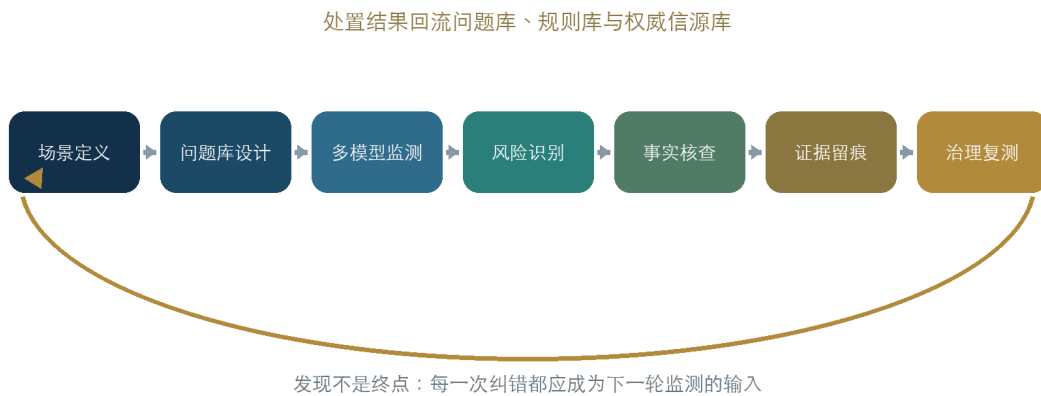 处置结果回流问题库、规则库与权威信源库
场景定义
问题库设计
多模型监测
风险识别
事实核查
证据留痕
治理复测
发现不是终点：每一次纠错都应成为下一轮监测的输入